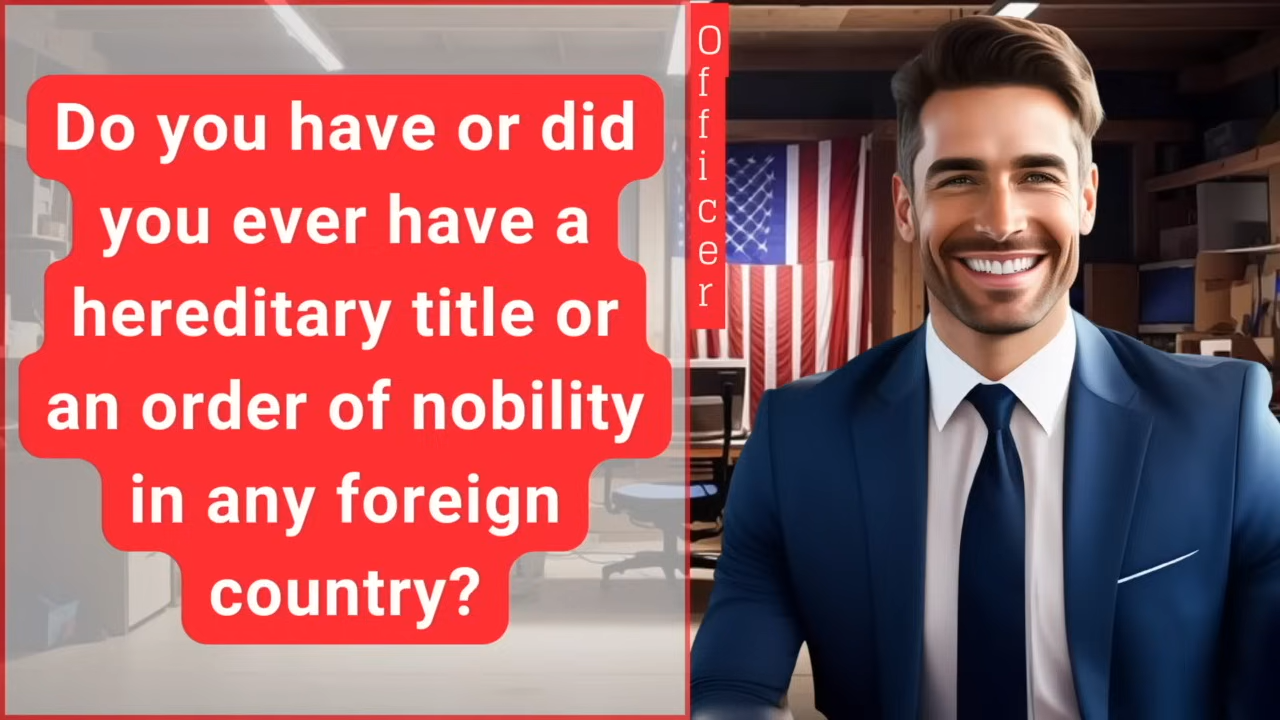 Do you have or did
you ever have a
hereditary title or
an order of nobility
in any foreign
country?
Officer